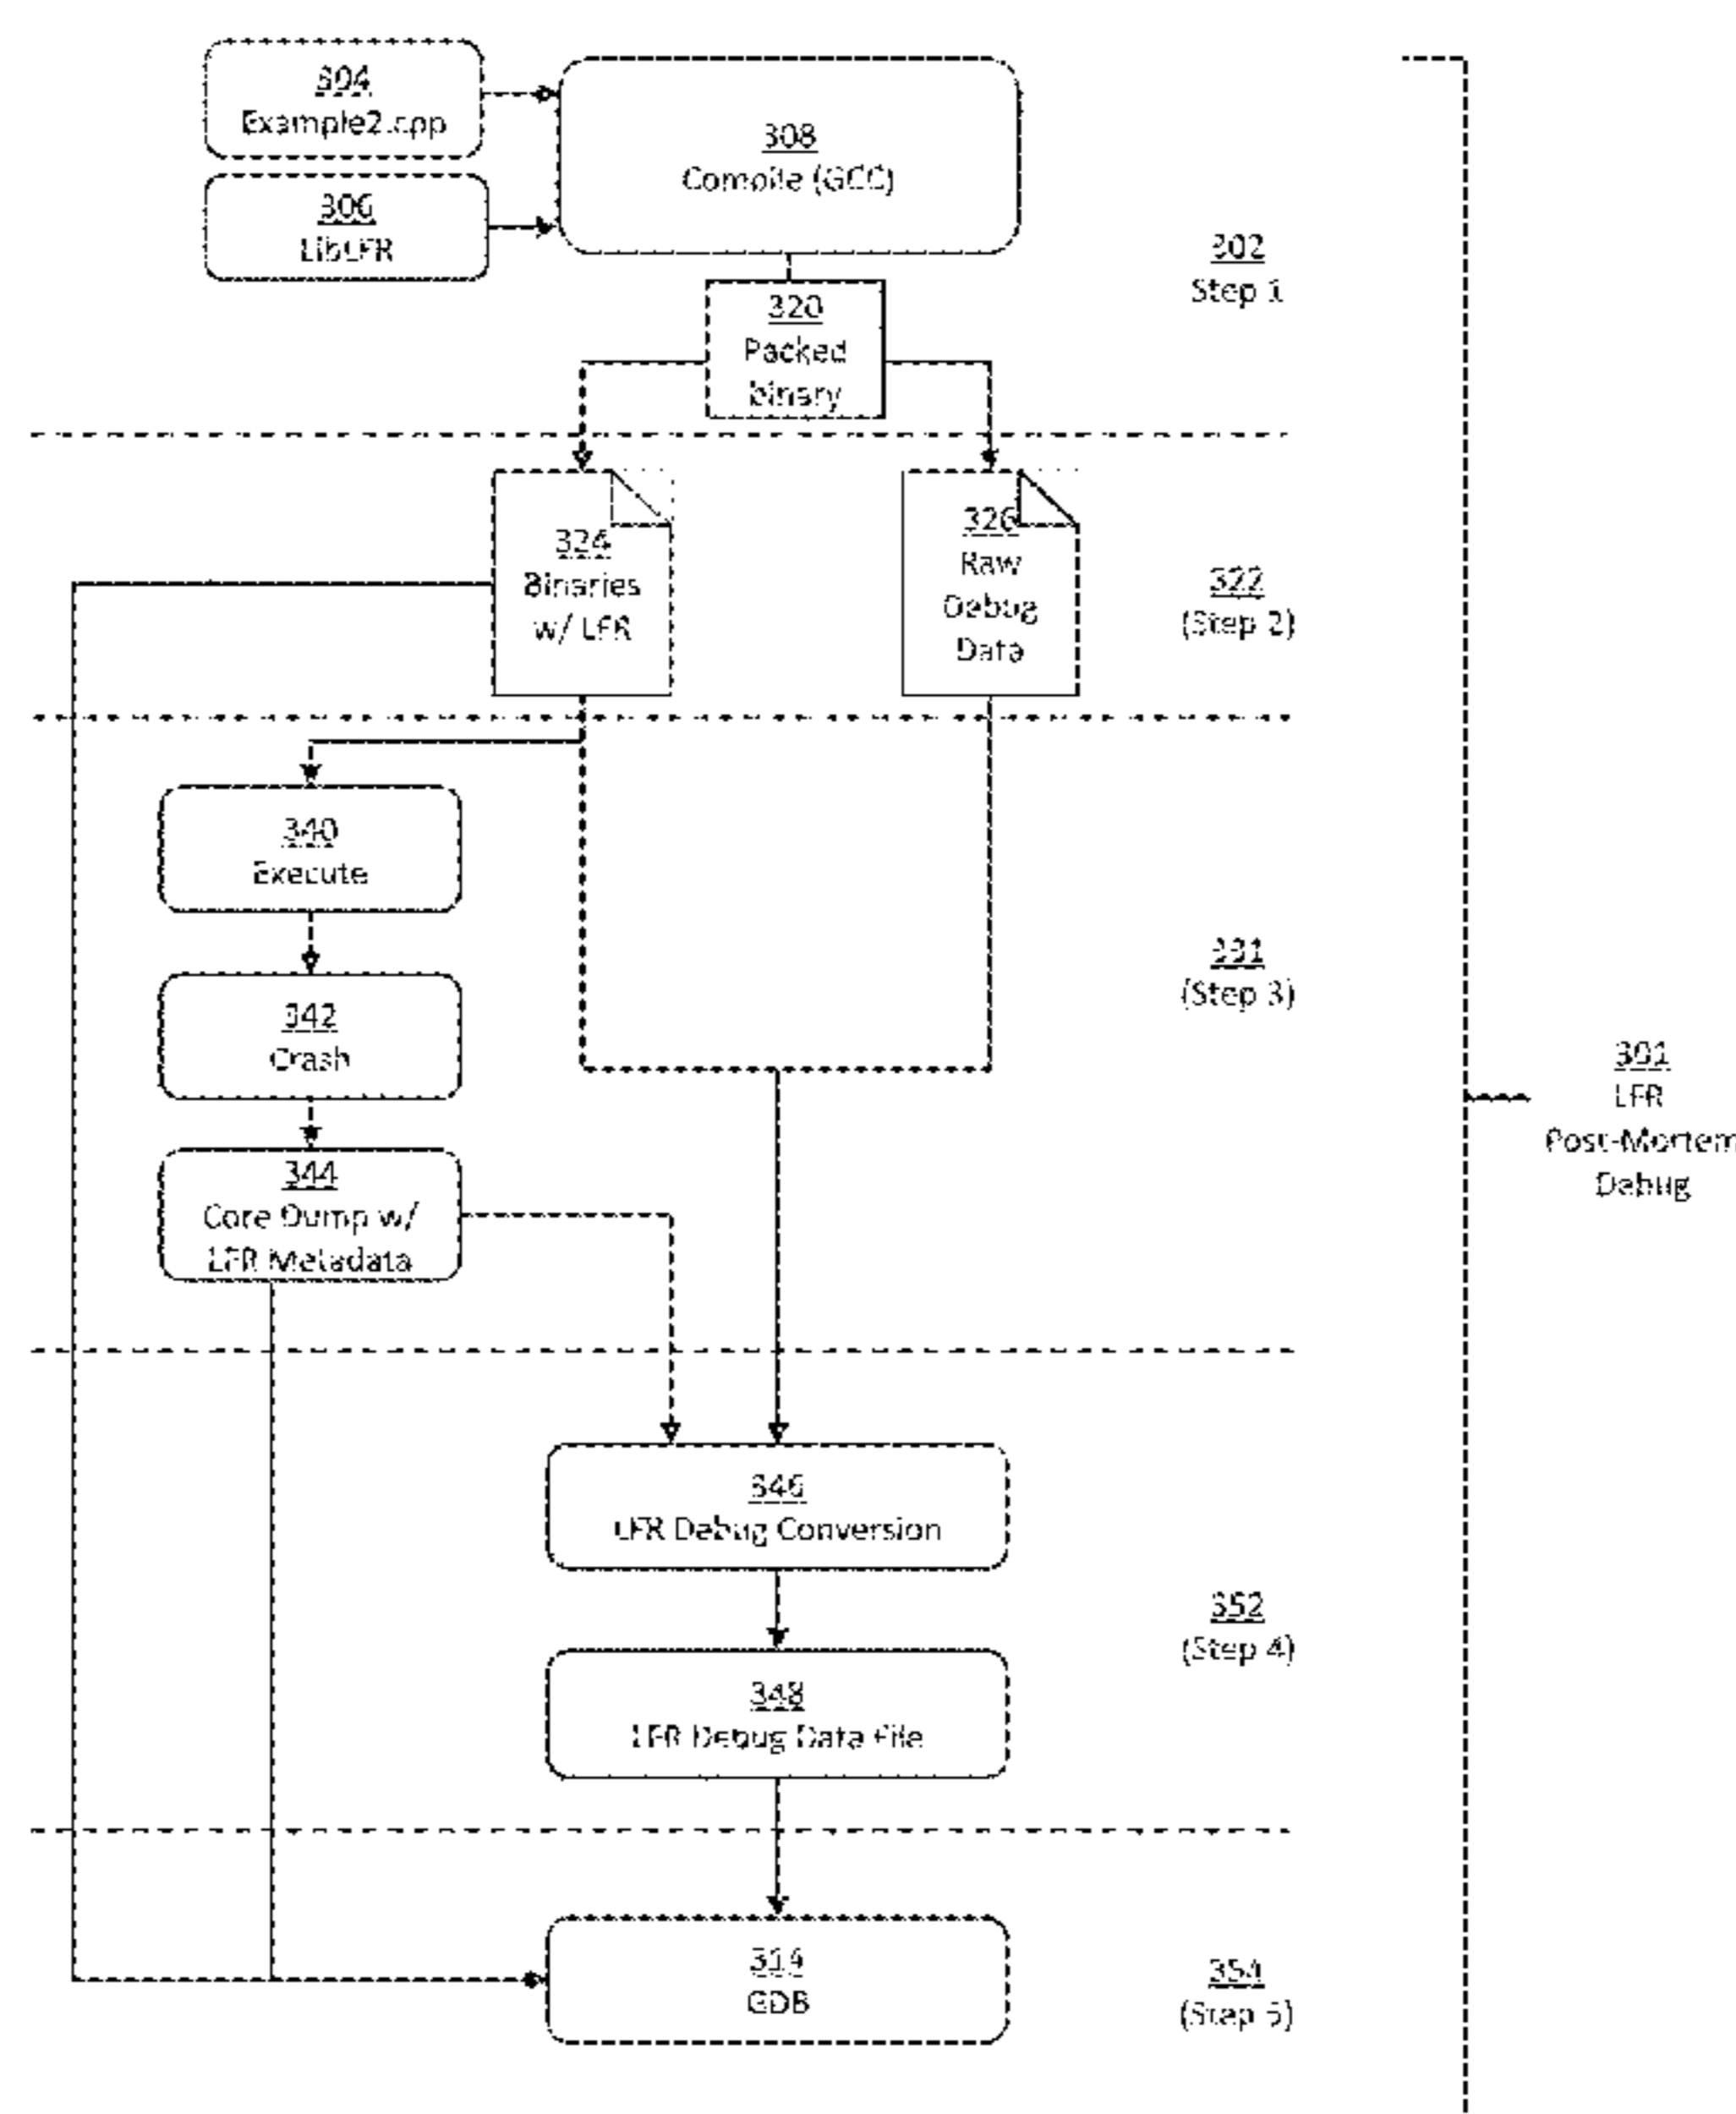 304
Example2.cpp
306
LibLFR
308
Compile (GCC)
302
Step 1
320
Packed
binary
324
Binaries
w/ LFR
326
Raw
Debug
Data
322
(Step 2)
340
Execute
342
Crash
331
(Step 3)
344
Core Dump w/
LFR Metadata
301
LFR
Post-Mortem
Debug
346
LFR Debug Conversion
352
(Step 4)
348
LFR Debug Data File
314
GDB
354
(Step 5)